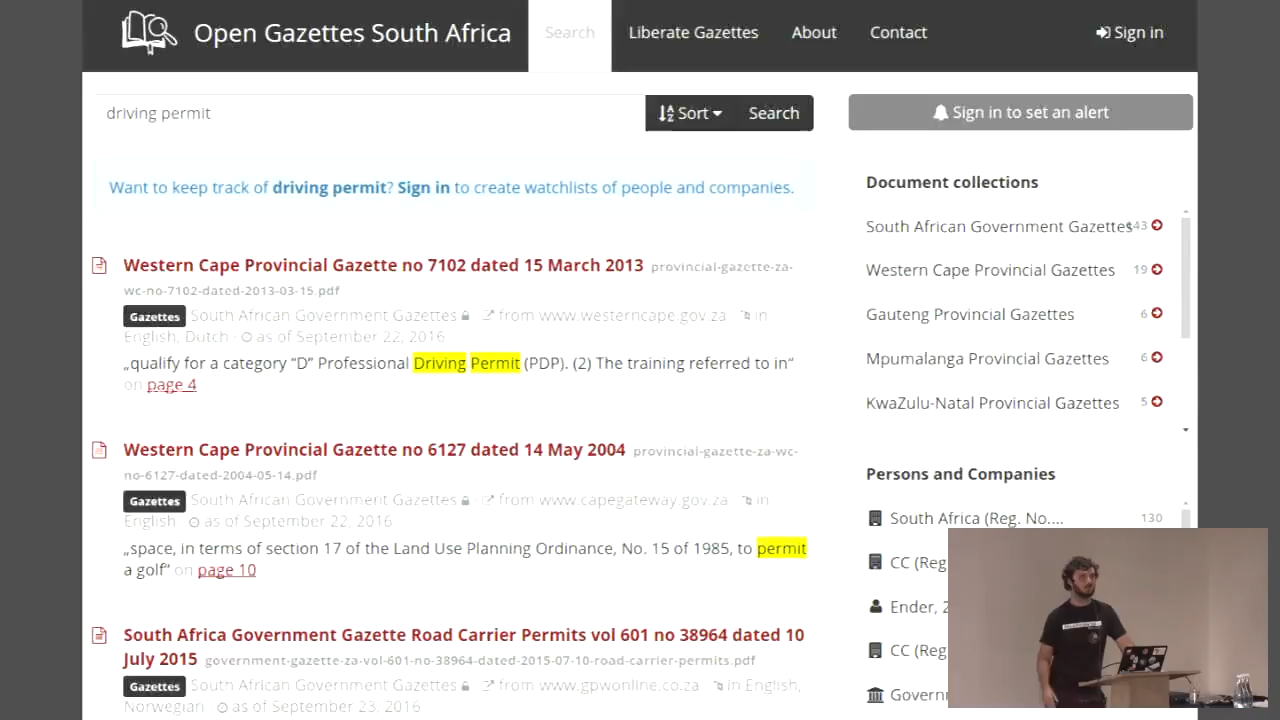 Open Gazettes South Africa
Search
Liberate Gazettes
About
Contact
Sign in
driving permit
Sort
Search
Sign in to set an alert
Want to keep track of driving permit? Sign in to create watchlists of people and companies.
Western Cape Provincial Gazette no 7102 dated 15 March 2013 provincial-gazette-za-
wc-no-7102-dated-2013-03-15.pdf
Gazettes South African Government Gazettes from www.westerncape.gov.za in
English, Dutch · as of September 22, 2016
„qualify for a category “D” Professional Driving Permit (PDP). (2) The training referred to in“
on page 4
Western Cape Provincial Gazette no 6127 dated 14 May 2004 provincial-gazette-za-wc-
no-6127-dated-2004-05-14.pdf
Gazettes South African Government Gazettes from www.capegateway.gov.za in
English as of September 22, 2016
„space, in terms of section 17 of the Land Use Planning Ordinance, No. 15 of 1985, to permit
a golf“ on page 10
South Africa Government Gazette Road Carrier Permits vol 601 no 38964 dated 10
July 2015 government-gazette-za-vol-601-no-38964-dated-2015-07-10-road-carrier-permits.pdf
Gazettes South African Government Gazettes from www.gpwonline.co.za in English,
Norwegian as of September 23, 2016
Document collections
South African Government Gazettes 143
Western Cape Provincial Gazettes 19
Gauteng Provincial Gazettes 6
Mpumalanga Provincial Gazettes 6
KwaZulu-Natal Provincial Gazettes 5
Persons and Companies
South Africa (Reg. No.... 130
CC (Reg
Ender, 2
CC (Reg
Govern